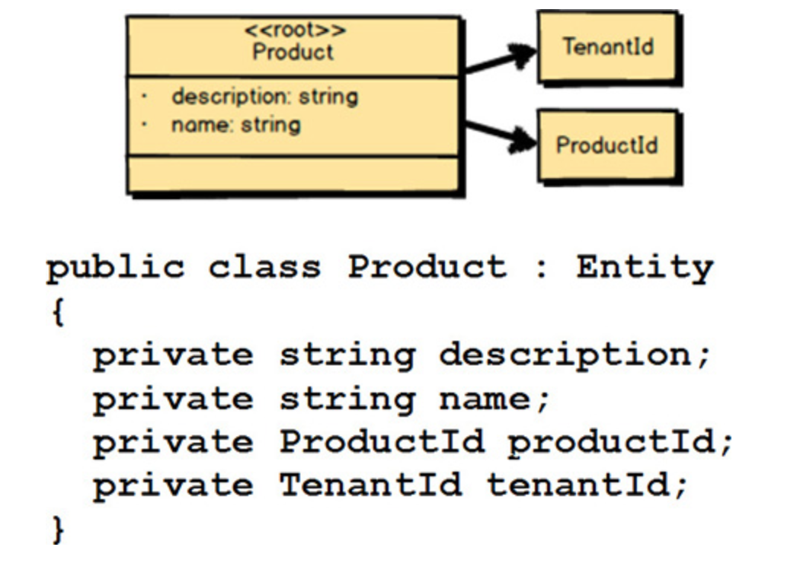 <<root>>
Product
· description: string
· name: string
TenantId
ProductId
public class Product : Entity
{
private string description;
private string name;
private ProductId productId;
private TenantId tenantId;
}